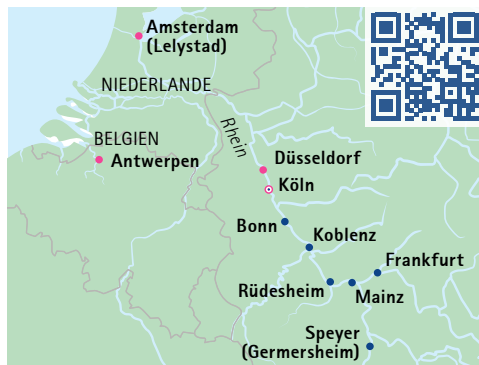 Amsterdam
(Lelystad)
NIEDERLANDE
Rhein
BELGIEN
Antwerpen
Düsseldorf
Köln
Bonn
Koblenz
Frankfurt
Rüdesheim
Mainz
Speyer
(Germersheim)